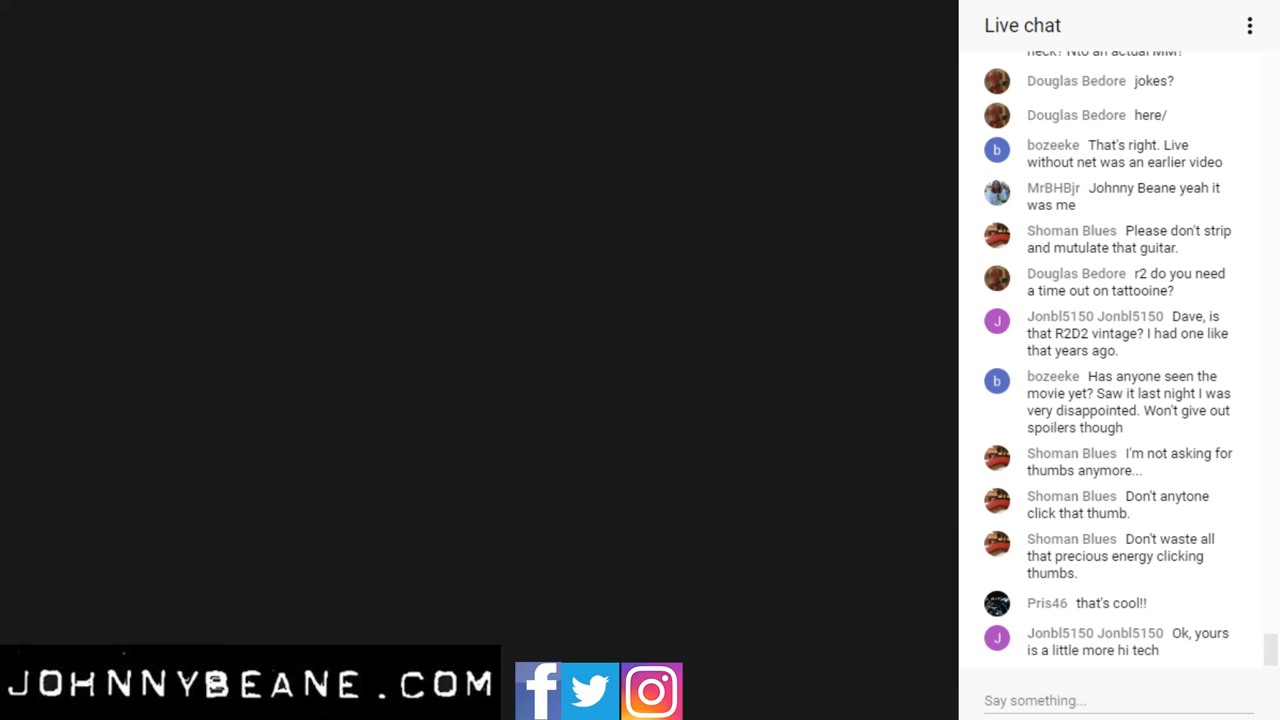 Live chat
neck? Nto an actual MM?
Douglas Bedore jokes?
Douglas Bedore here/
b bozeeke That's right. Live
without net was an earlier video
MrBHBjr Johnny Beane yeah it
was me
Shoman Blues Please don't strip
and mutulate that guitar.
Douglas Bedore r2 do you need
a time out on tattooine?
J Jonbl5150 Jonbl5150 Dave, is
that R2D2 vintage? I had one like
that years ago.
b bozeeke Has anyone seen the
movie yet? Saw it last night I was
very disappointed. Won't give out
spoilers though
Shoman Blues I'm not asking for
thumbs anymore...
Shoman Blues Don't anytone
click that thumb.
Shoman Blues Don't waste all
that precious energy clicking
thumbs.
Pris46 that's cool!!
J Jonbl5150 Jonbl5150 Ok, yours
is a little more hi tech
Say something...
JOHNNYBEANE.COM